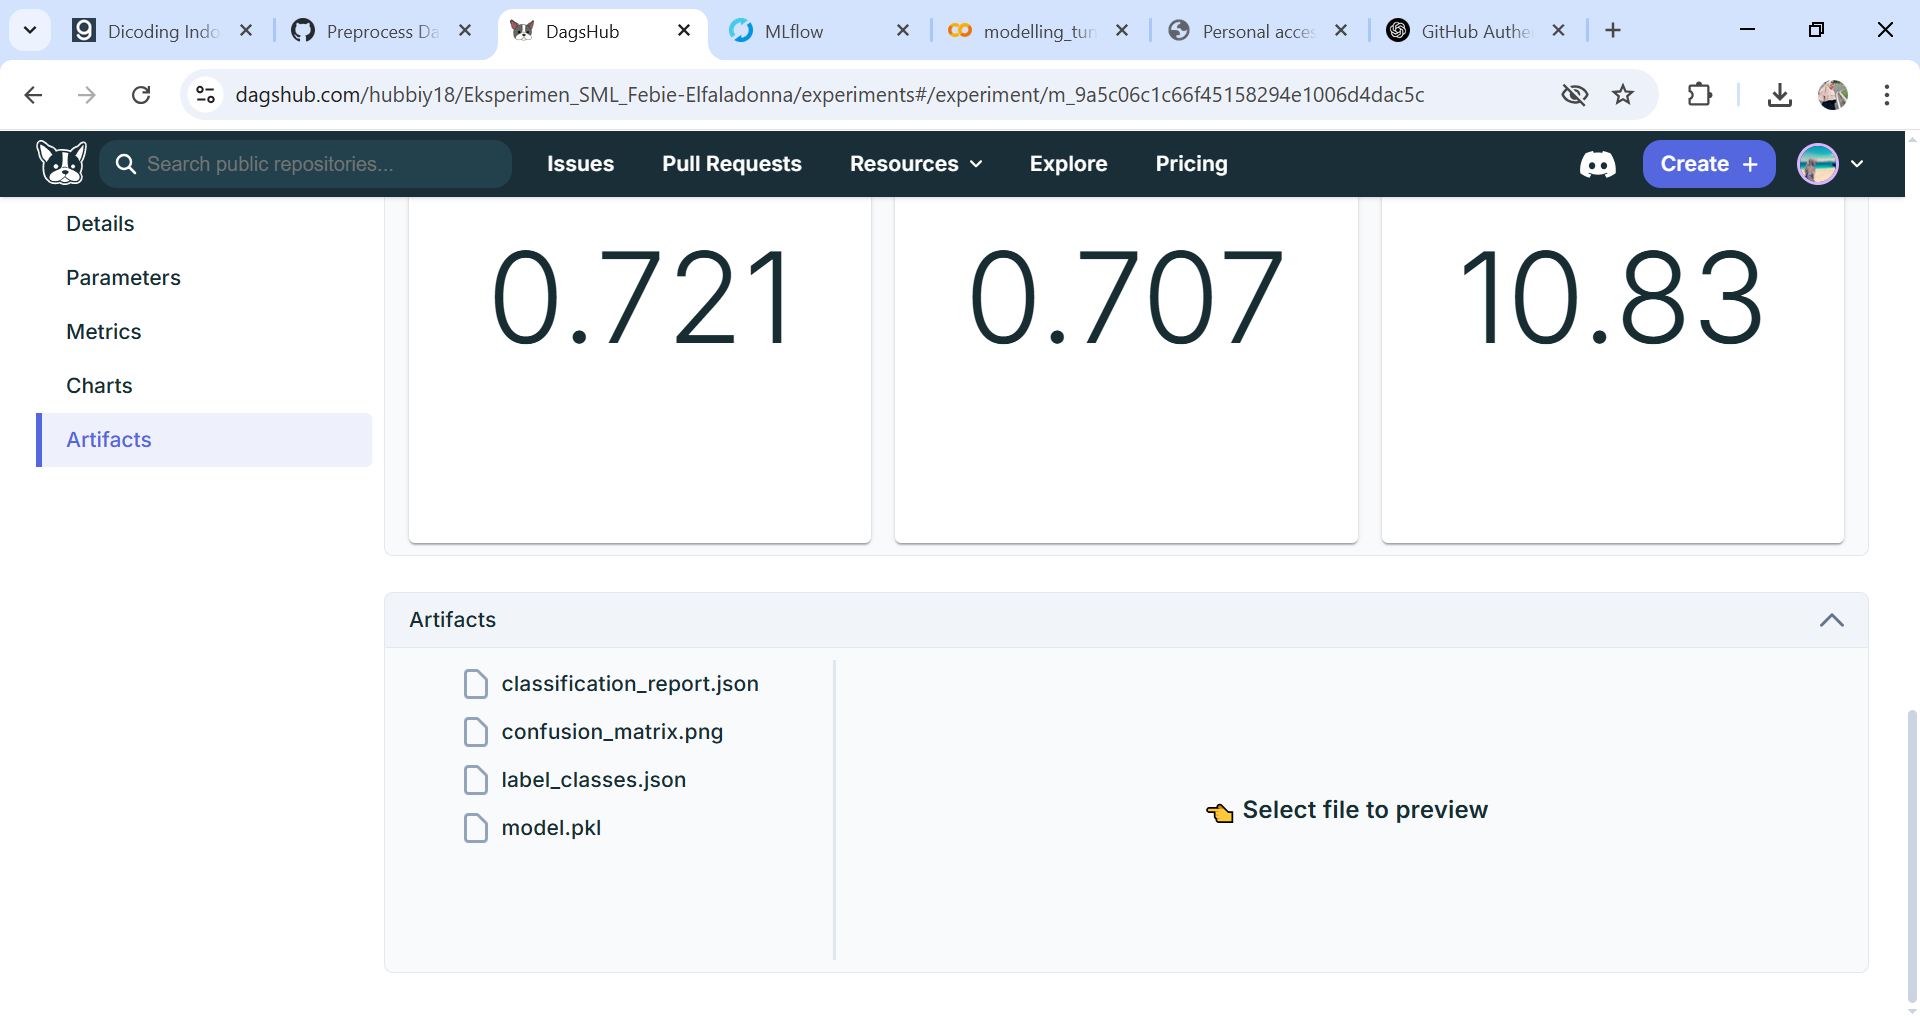 Dicoding Indo
Preprocess Da
DagsHub
MLflow
modelling_tun
Personal acces
GitHub Authe
dagshub.com/hubbiy18/Eksperimen_SML_Febie-Elfaladonna/experiments#/experiment/m_9a5c06c1c66f45158294e1006d4dac5c
Search public repositories...
Issues
Pull Requests
Resources
Explore
Pricing
Create +
Details
Parameters
Metrics
Charts
Artifacts
0.721
0.707
10.83
Artifacts
classification_report.json
confusion_matrix.png
label_classes.json
model.pkl
Select file to preview